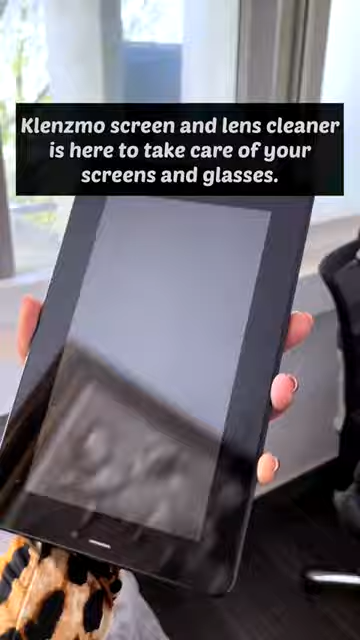 Klenzmo screen and lens cleaner
is here to take care of your
screens and glasses.